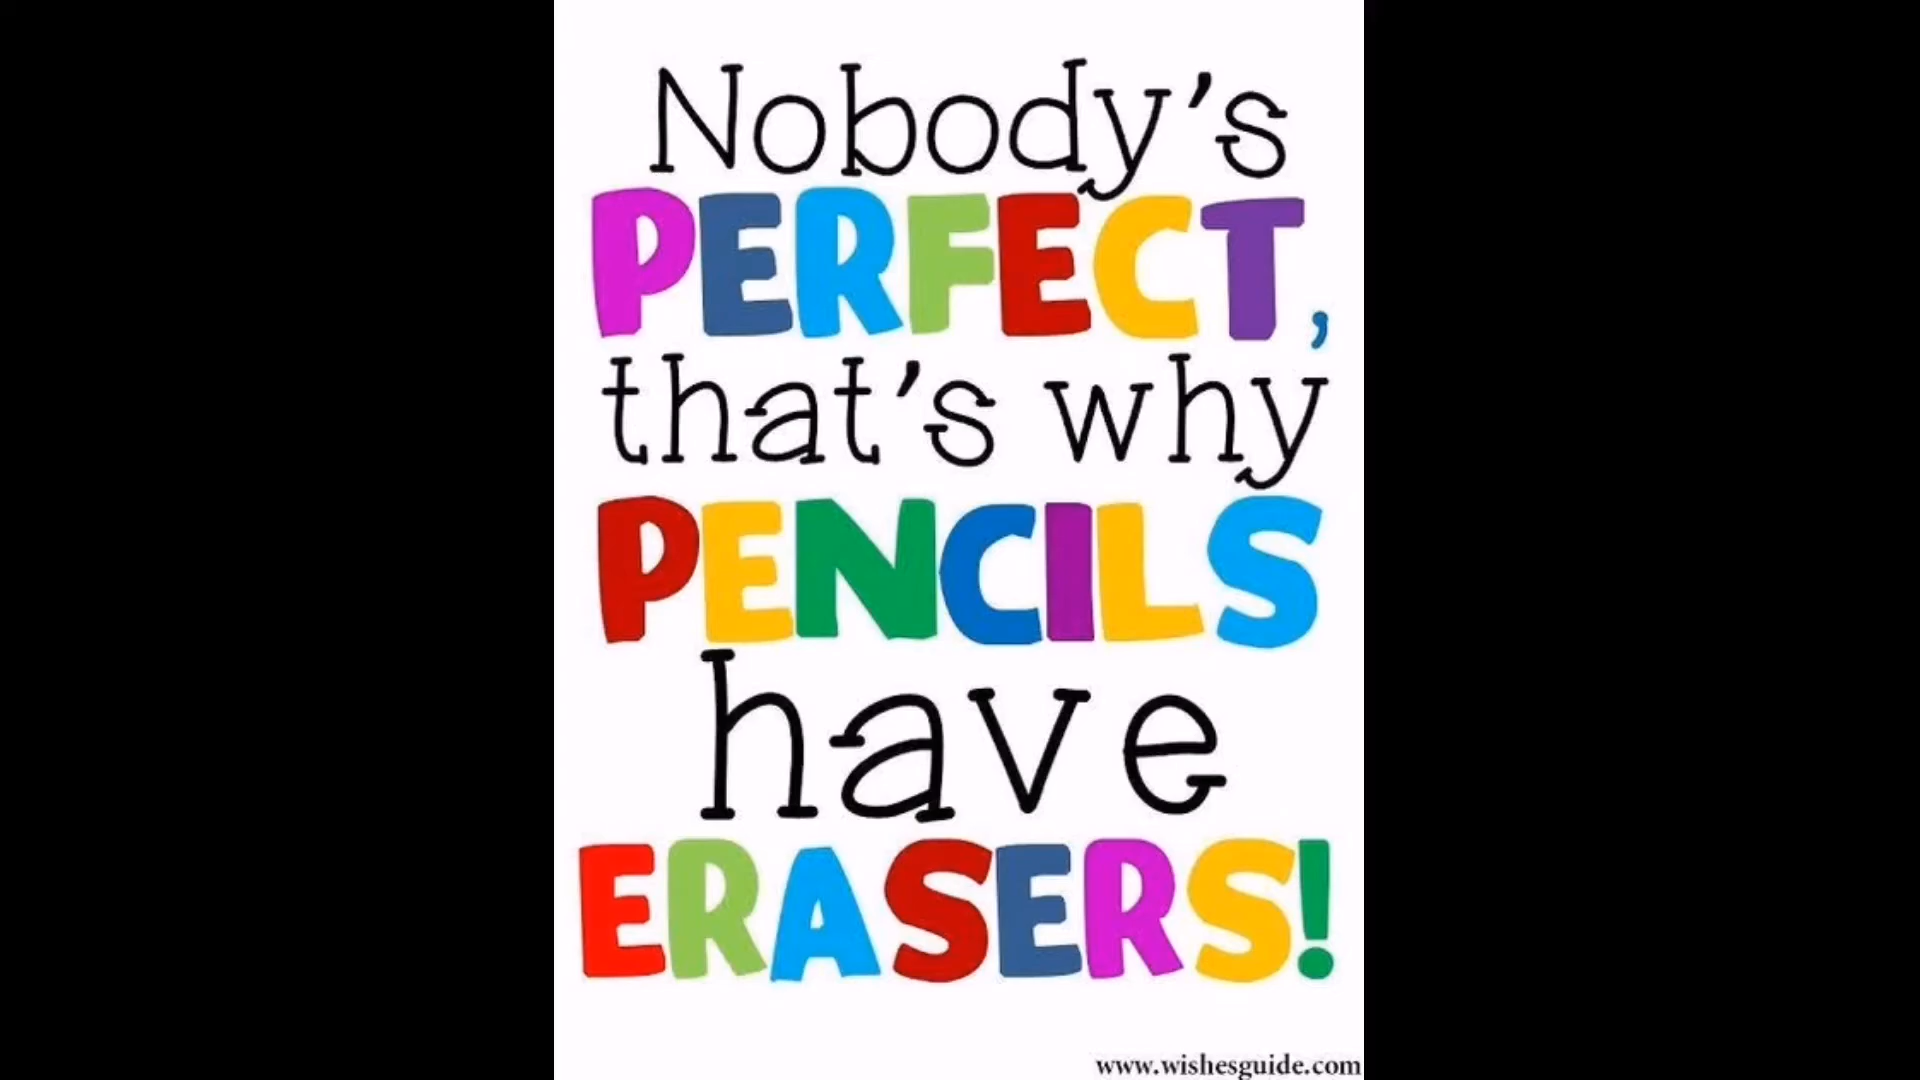 Nobody's
PERFECT,
that's why
PENCILS
have
ERASERS!
www.wishesguide.com